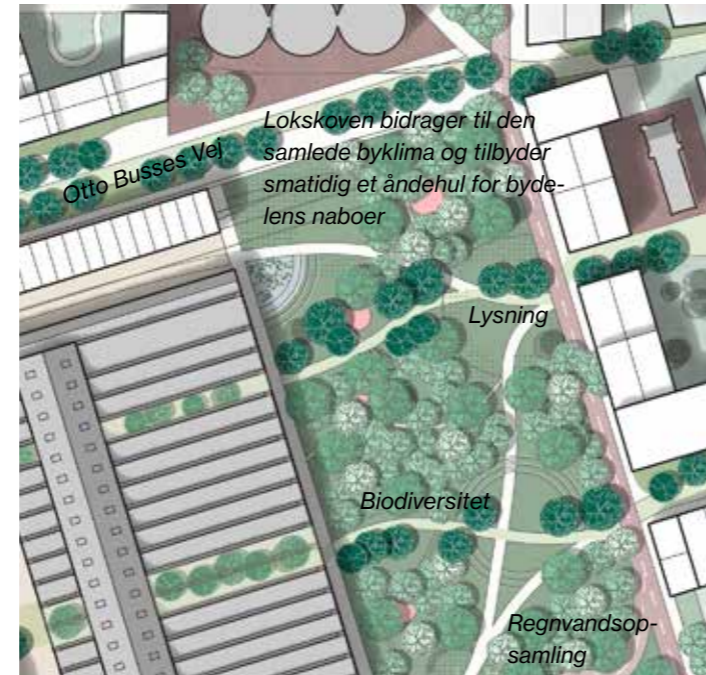 Lokskoven bidrager til den
samlede byklima og tilbyder
smatidig et åndehul for byde-
lens naboer
Otto Busses Vej
Lysning
Biodiversitet
Regnvandsop-
samling